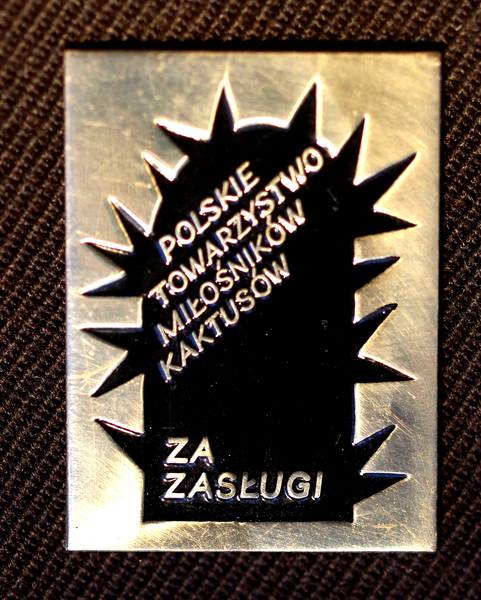 POLSKIE
TOWARZYSTWO
MIŁOŚNIKÓW
KAKTUSÓW
ZA
ZASŁUGI